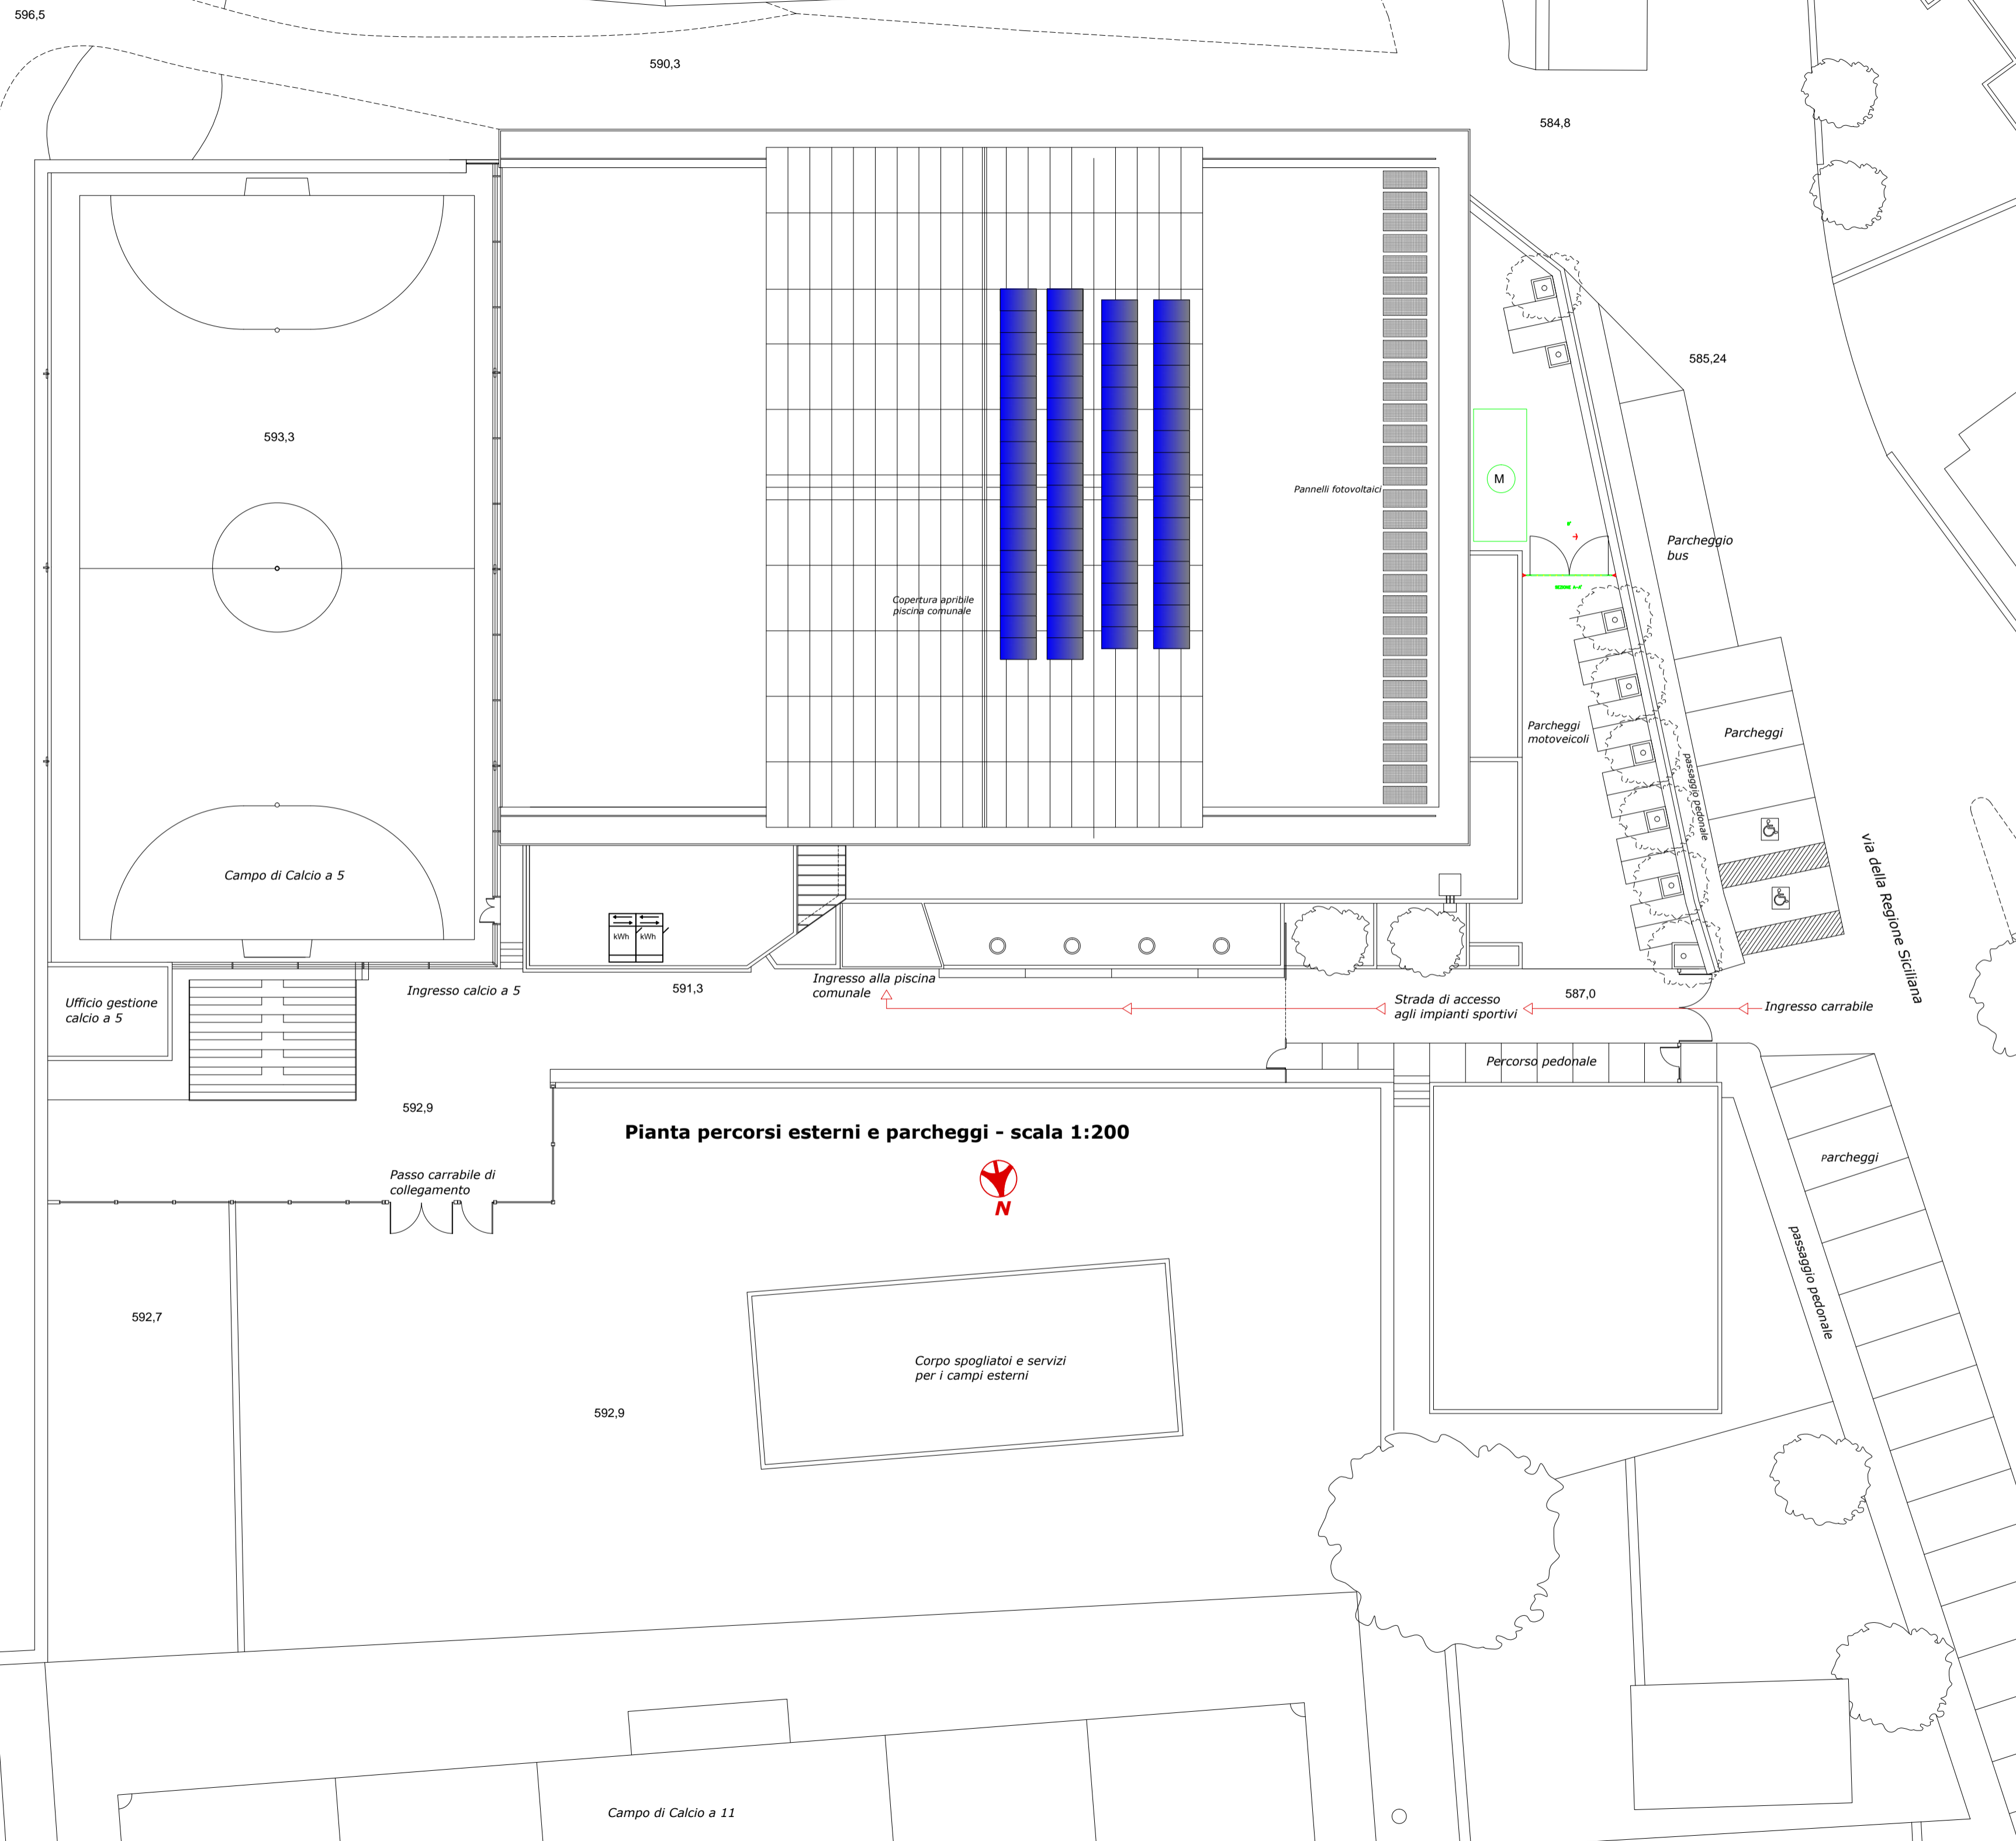 596,5
590,3
584,8
585,24
593,3
M
Pannelli fotovoltaici
Parcheggio
bus
Copertura apribile
piscina comunale
Parcheggi
motoveicoli
Parcheggi
passaggio pedonale
Campo di Calcio a 5
via della Regione Siciliana
kWh
kWh
Ingresso alla piscina
comunale
Ingresso calcio a 5
591,3
587,0
Ufficio gestione
calcio a 5
Strada di accesso
agli impianti sportivi
Ingresso carrabile
Percorso pedonale
592,9
Pianta percorsi esterni e parcheggi - scala 1:200
Parcheggi
Passo carrabile di
collegamento
N
passaggio pedonale
592,7
Corpo spogliatoi e servizi
per i campi esterni
592,9
Campo di Calcio a 11